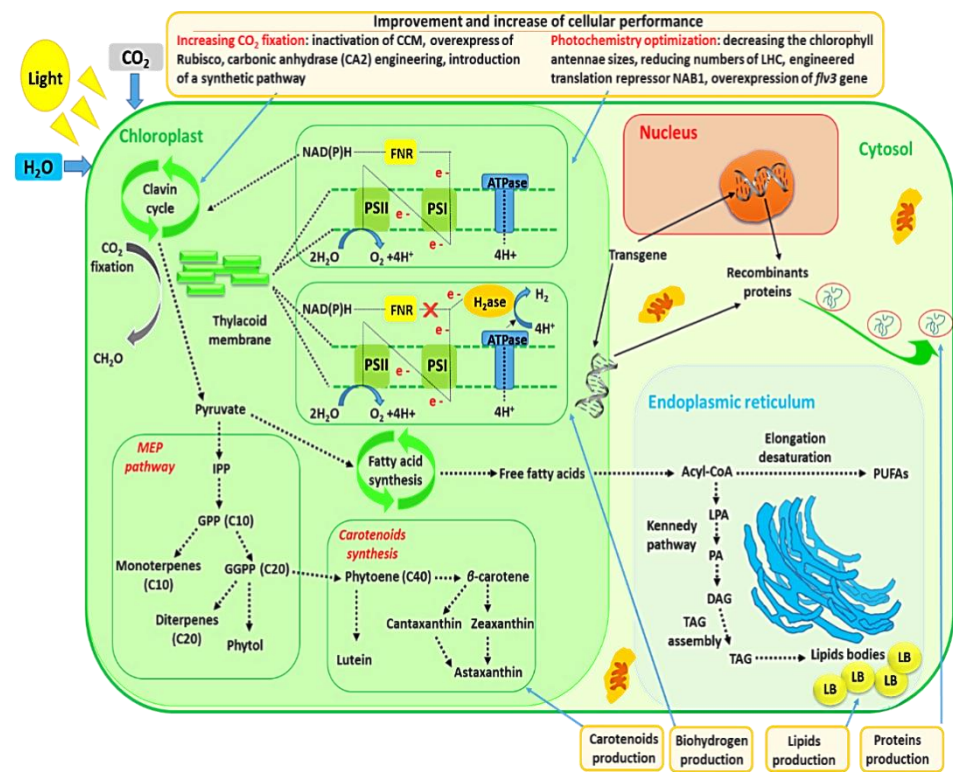 Improvement and increase of cellular performance
Increasing CO₂ fixation: inactivation of CCM, overexpress of
Rubisco, carbonic anhydrase (CA2) engineering, introduction
of a synthetic pathway
Photochemistry optimization: decreasing the chlorophyll
antennae sizes, reducing numbers of LHC, engineered
translation repressor NAB1, overexpression of flv3 gene
Light
CO₂
H₂O
Chloroplast
Clavin
cycle
CO₂
fixation
CH₂O
Thylacoid
membrane
NAD(P)H
FNR
e -
ATPase
PSII
e -
PSI
e -
2H₂O
O₂ +4H⁺
4H+
NAD(P)H
FNR
e -
H₂ase
H₂
4H⁺
e -
ATPase
PSII
e -
PSI
e -
2H₂O
O₂ +4H+
4H⁺
Nucleus
Cytosol
Transgene
Recombinants
proteins
Pyruvate
MEP
pathway
IPP
GPP (C10)
Monoterpenes
(C10)
GGPP (C20)
Diterpenes
(C20)
Phytol
Fatty acid
synthesis
Free fatty acids
Carotenoids
synthesis
Phytoene (C40)
β-carotene
Cantaxanthin
Zeaxanthin
Lutein
Astaxanthin
Endoplasmic reticulum
Elongation
desaturation
Acyl-CoA
PUFAs
LPA
Kennedy
pathway
PA
DAG
TAG
assembly
TAG
Lipids bodies
LB
LB
LB
LB
Carotenoids
production
Biohydrogen
production
Lipids
production
Proteins
production